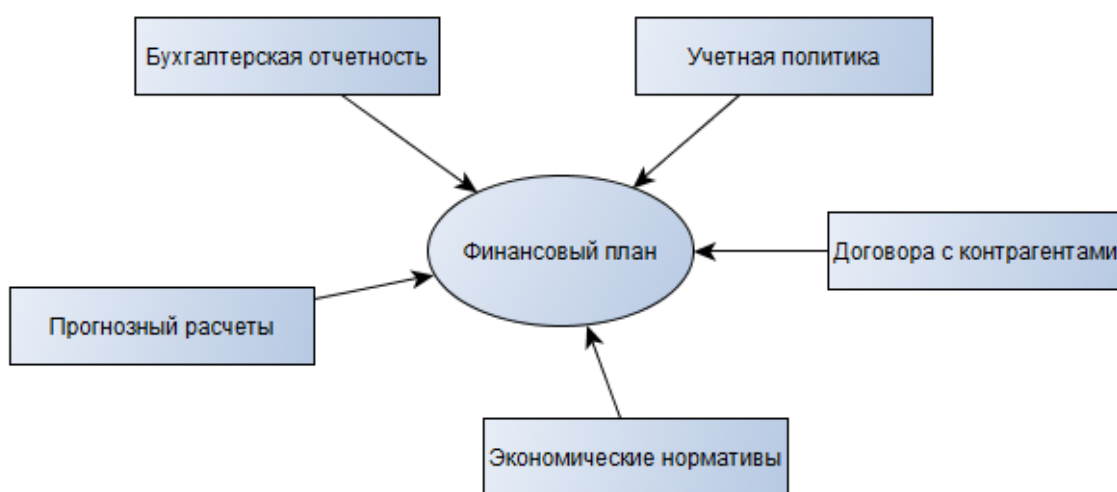 Бухгалтерская отчетность
Учетная политика
Финансовый план
Договора с контрагентами
Прогнозный расчеты
Экономические нормативы